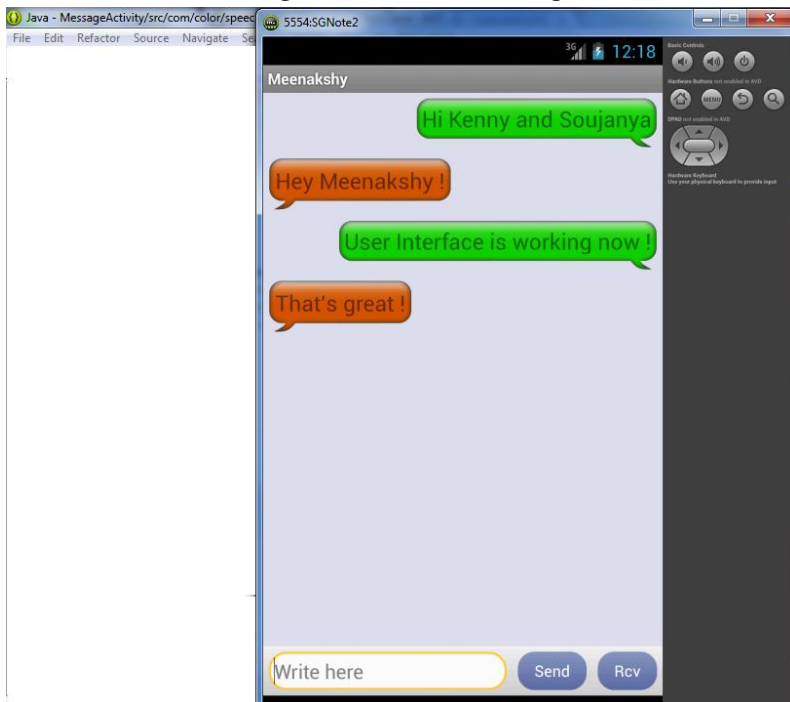 Java - MessageActivity/src/com/color/speec
File Edit Refactor Source Navigate Se
5554:SGNote2
3G 12:18
Meenakshy
Hi Kenny and Soujanya
Hey Meenakshy !
User Interface is working now !
That's great !
Write here
Send
Rcv
Basic Controls
Hardware Buttons not enabled in AVD
MENU
DPAD not enabled in AVD
Hardware Keyboard
Use your physical keyboard to provide input